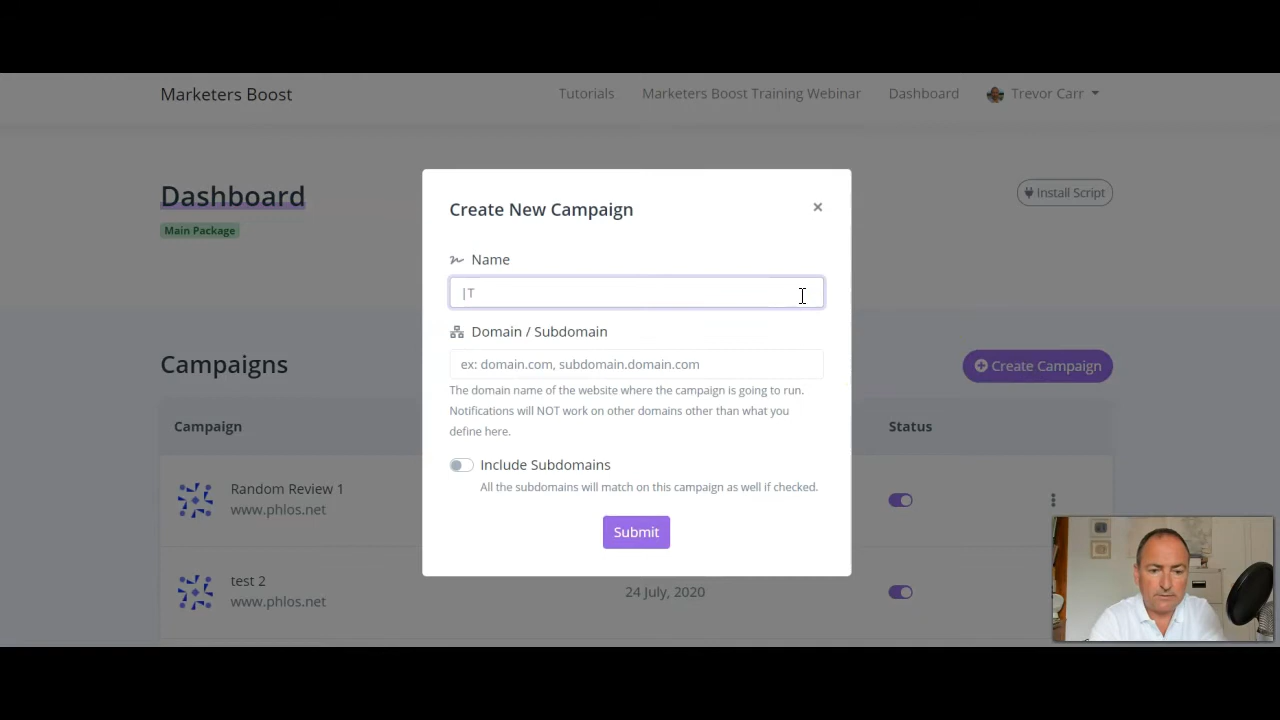 Marketers Boost
Tutorials
Marketers Boost Training Webinar
Dashboard
Trevor Carr
Dashboard
Main Package
Install Script
Create New Campaign
×
Name
T
Domain / Subdomain
ex: domain.com, subdomain.domain.com
The domain name of the website where the campaign is going to run.
Notifications will NOT work on other domains other than what you
define here.
Include Subdomains
All the subdomains will match on this campaign as well if checked.
Submit
Campaigns
Create Campaign
Campaign
Status
Random Review 1
www.phlos.net
test 2
www.phlos.net
24 July, 2020